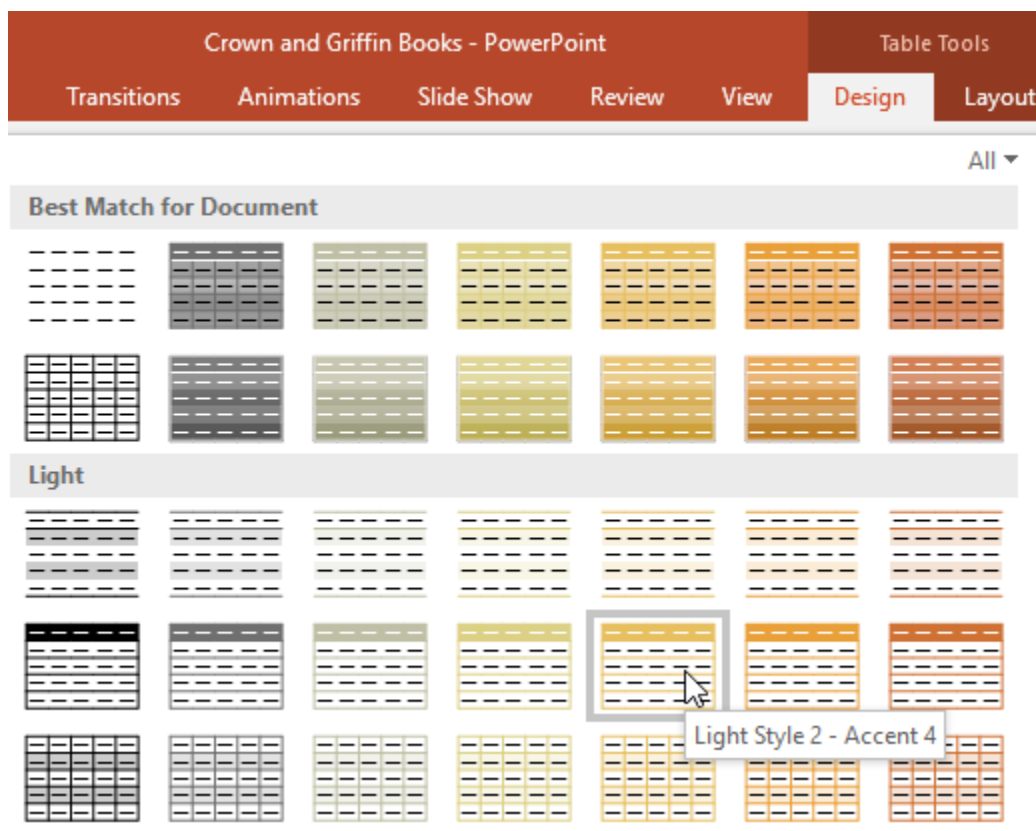 Crown and Griffin Books - PowerPoint Table Tools
Transitions Animations Slide Show Review View Design Layout
All
Best Match for Document
Light
Light Style 2 - Accent 4